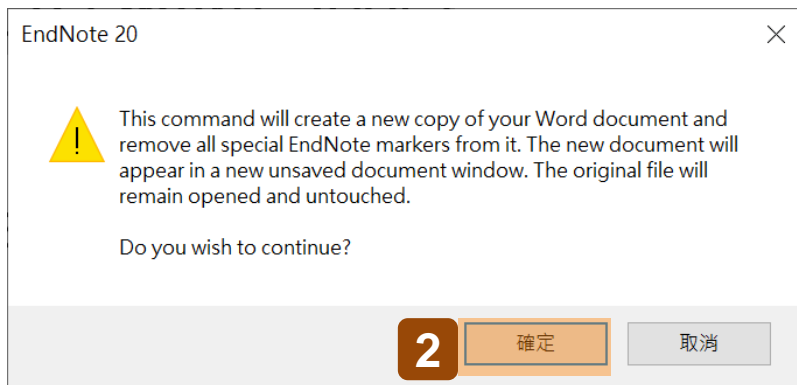 EndNote 20
This command will create a new copy of your Word document and
remove all special EndNote markers from it. The new document will
appear in a new unsaved document window. The original file will
remain opened and untouched.
Do you wish to continue?
2 確定 取消